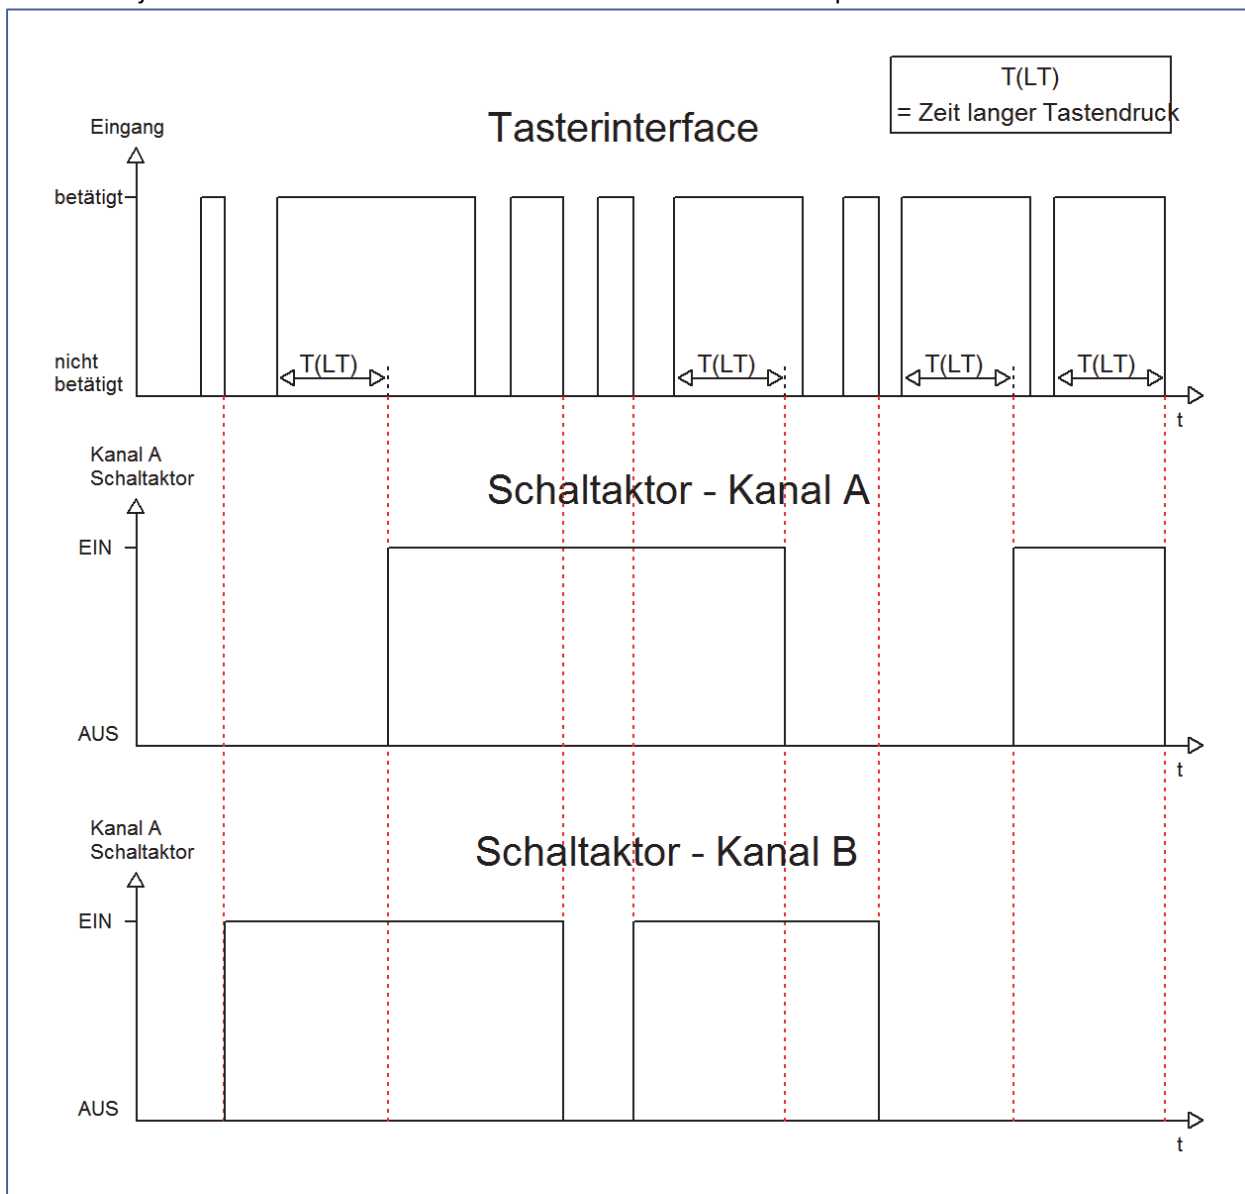 T(LT)
= Zeit langer Tastendruck
Tasterinterface
Eingang
betätigt
nicht
betätigt
T(LT)
T(LT)
T(LT)
T(LT)
t
Kanal A
Schaltaktor
Schaltaktor - Kanal A
EIN
AUS
t
Kanal A
Schaltaktor
Schaltaktor - Kanal B
EIN
AUS
t